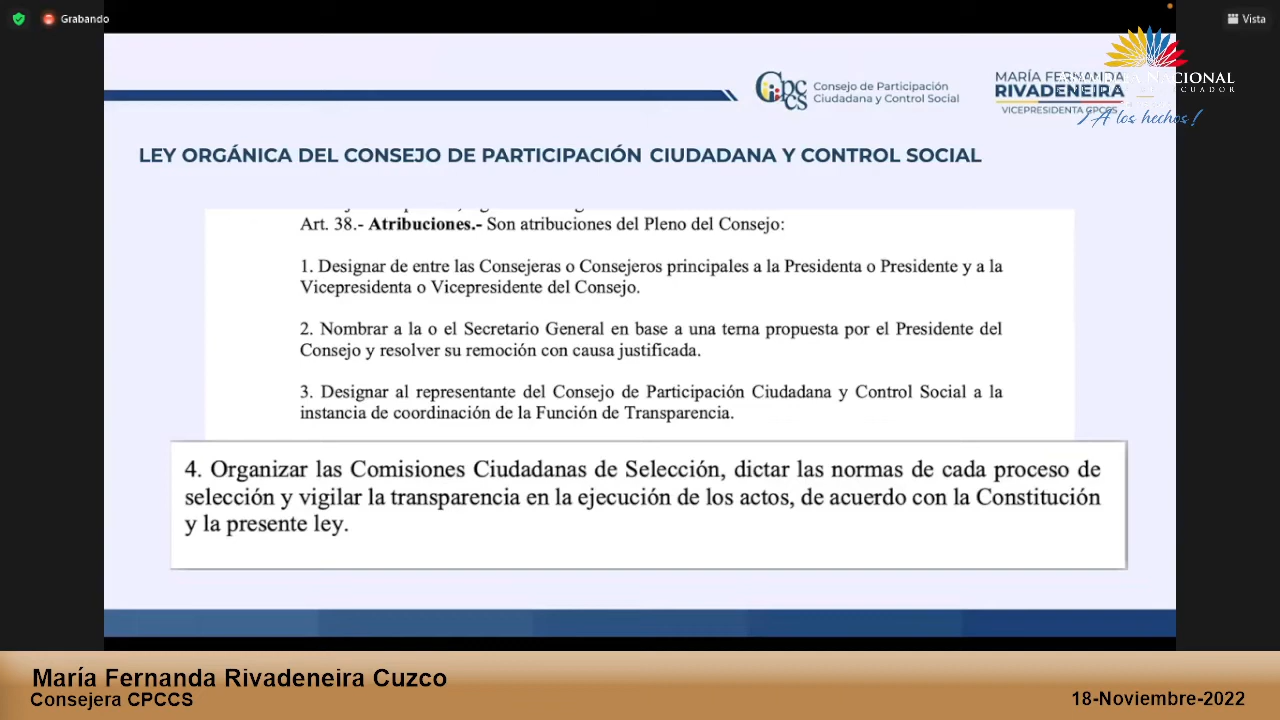 Grabando
Vista
CPCCS
Consejo de Participación
Ciudadana y Control Social
MARÍA FERNANDA
RIVADENEIRA
VICEPRESIDENTA CPCCS
NACIONAL
¡A los hechos!
LEY ORGÁNICA DEL CONSEJO DE PARTICIPACIÓN CIUDADANA Y CONTROL SOCIAL
Art. 38.- Atribuciones.- Son atribuciones del Pleno del Consejo:
1. Designar de entre las Consejeras o Consejeros principales a la Presidenta o Presidente y a la
Vicepresidenta o Vicepresidente del Consejo.
2. Nombrar a la o el Secretario General en base a una terna propuesta por el Presidente del
Consejo y resolver su remoción con causa justificada.
3. Designar al representante del Consejo de Participación Ciudadana y Control Social a la
instancia de coordinación de la Función de Transparencia.
4. Organizar las Comisiones Ciudadanas de Selección, dictar las normas de cada proceso de
selección y vigilar la transparencia en la ejecución de los actos, de acuerdo con la Constitución
y la presente ley.
María Fernanda Rivadeneira Cuzco
Consejera CPCCS
18-Noviembre-2022